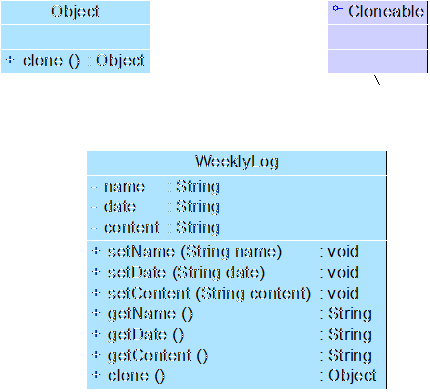 Object
+ clone () : Object
Cloneable
WeeklyLog
- name : String
- date : String
- content : String
+ setName (String name) : void
+ setDate (String date) : void
+ setContent (String content) : void
+ getName () : String
+ getDate () : String
+ getContent () : String
+ clone () : Object